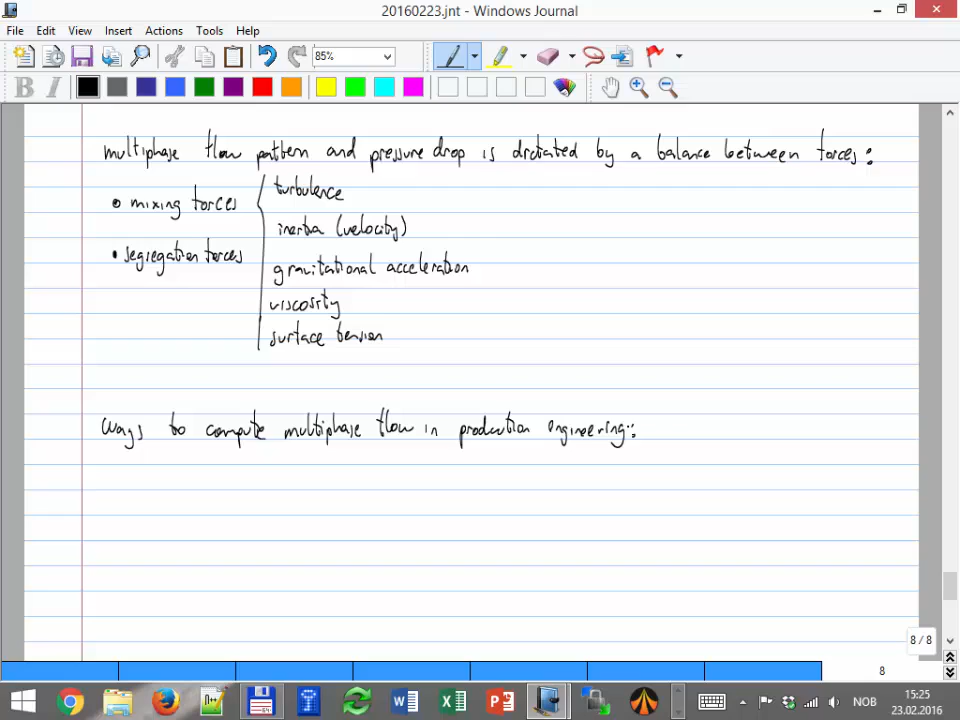 20160223.jnt - Windows Journal
File Edit View Insert Actions Tools Help
85%
B I
multiphase flow pattern and pressure drop is dictated by a balance between forces:
• mixing forces
• segregation forces
turbulence
inertia (velocity)
gravitational acceleration
viscosity
surface tension
Ways to compute multiphase flow in production engineering:
8 / 8
8
NOB
15:25
23.02.2016